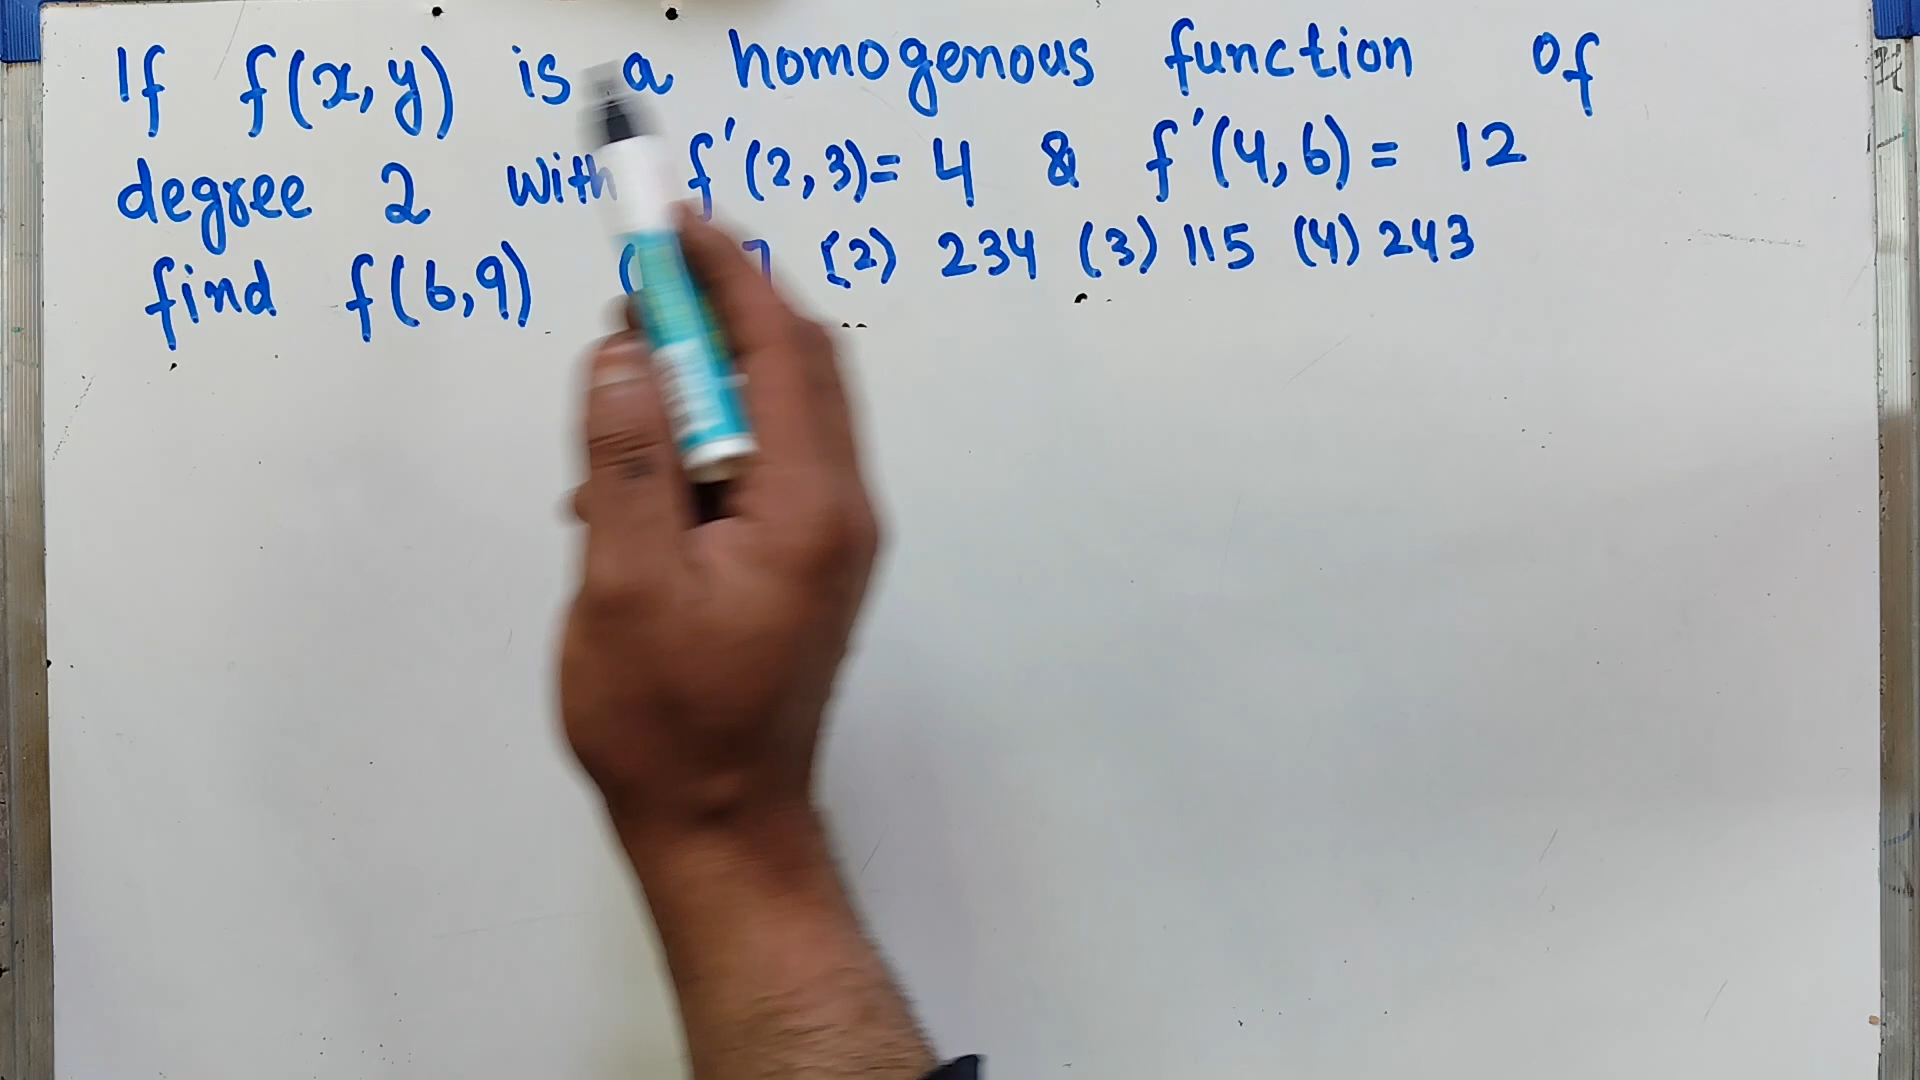 If f(x,y) is a homogenous function of
degree 2 with f'(2,3)= 4 & f'(4,6)= 12
find f(6,9) (2) 234 (3) 115 (4) 243